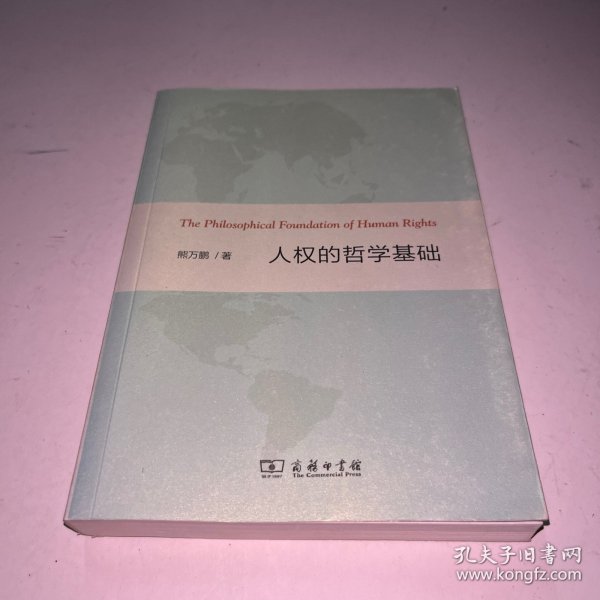 The Philosophical Foundation of Human Rights
熊万鹏 / 著 人权的哲学基础
商务印书馆
The Commercial Press
孔夫子旧书网
www.kongfz.com